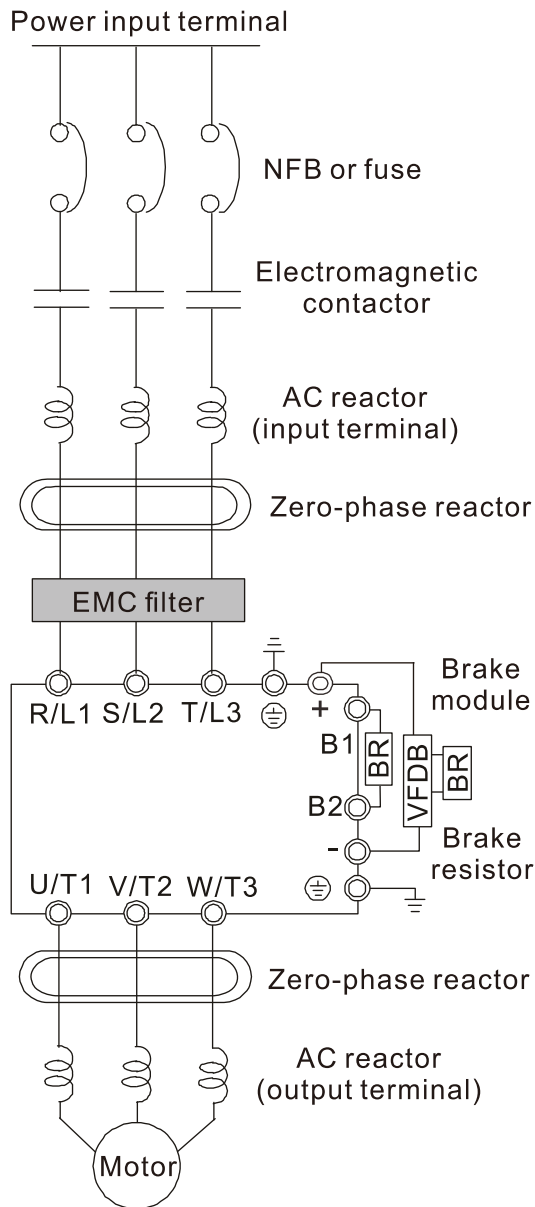 Power input terminal
NFB or fuse
Electromagnetic
contactor
AC reactor
(input terminal)
Zero-phase reactor
EMC filter
R/L1 S/L2 T/L3
+
Brake
module
B1
BR
VFDB
BR
B2
-
Brake
resistor
U/T1 V/T2 W/T3
Zero-phase reactor
AC reactor
(output terminal)
Motor